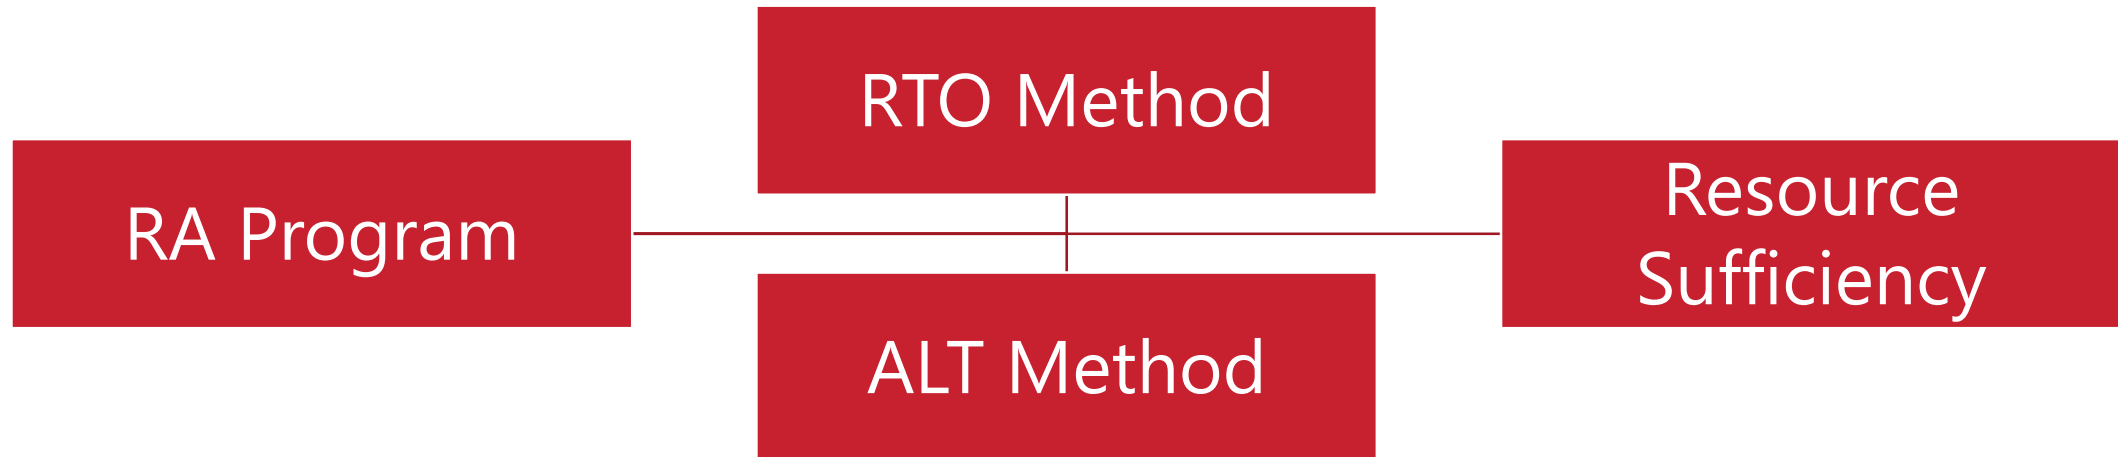 RTO Method
RA Program
Resource
Sufficiency
ALT Method